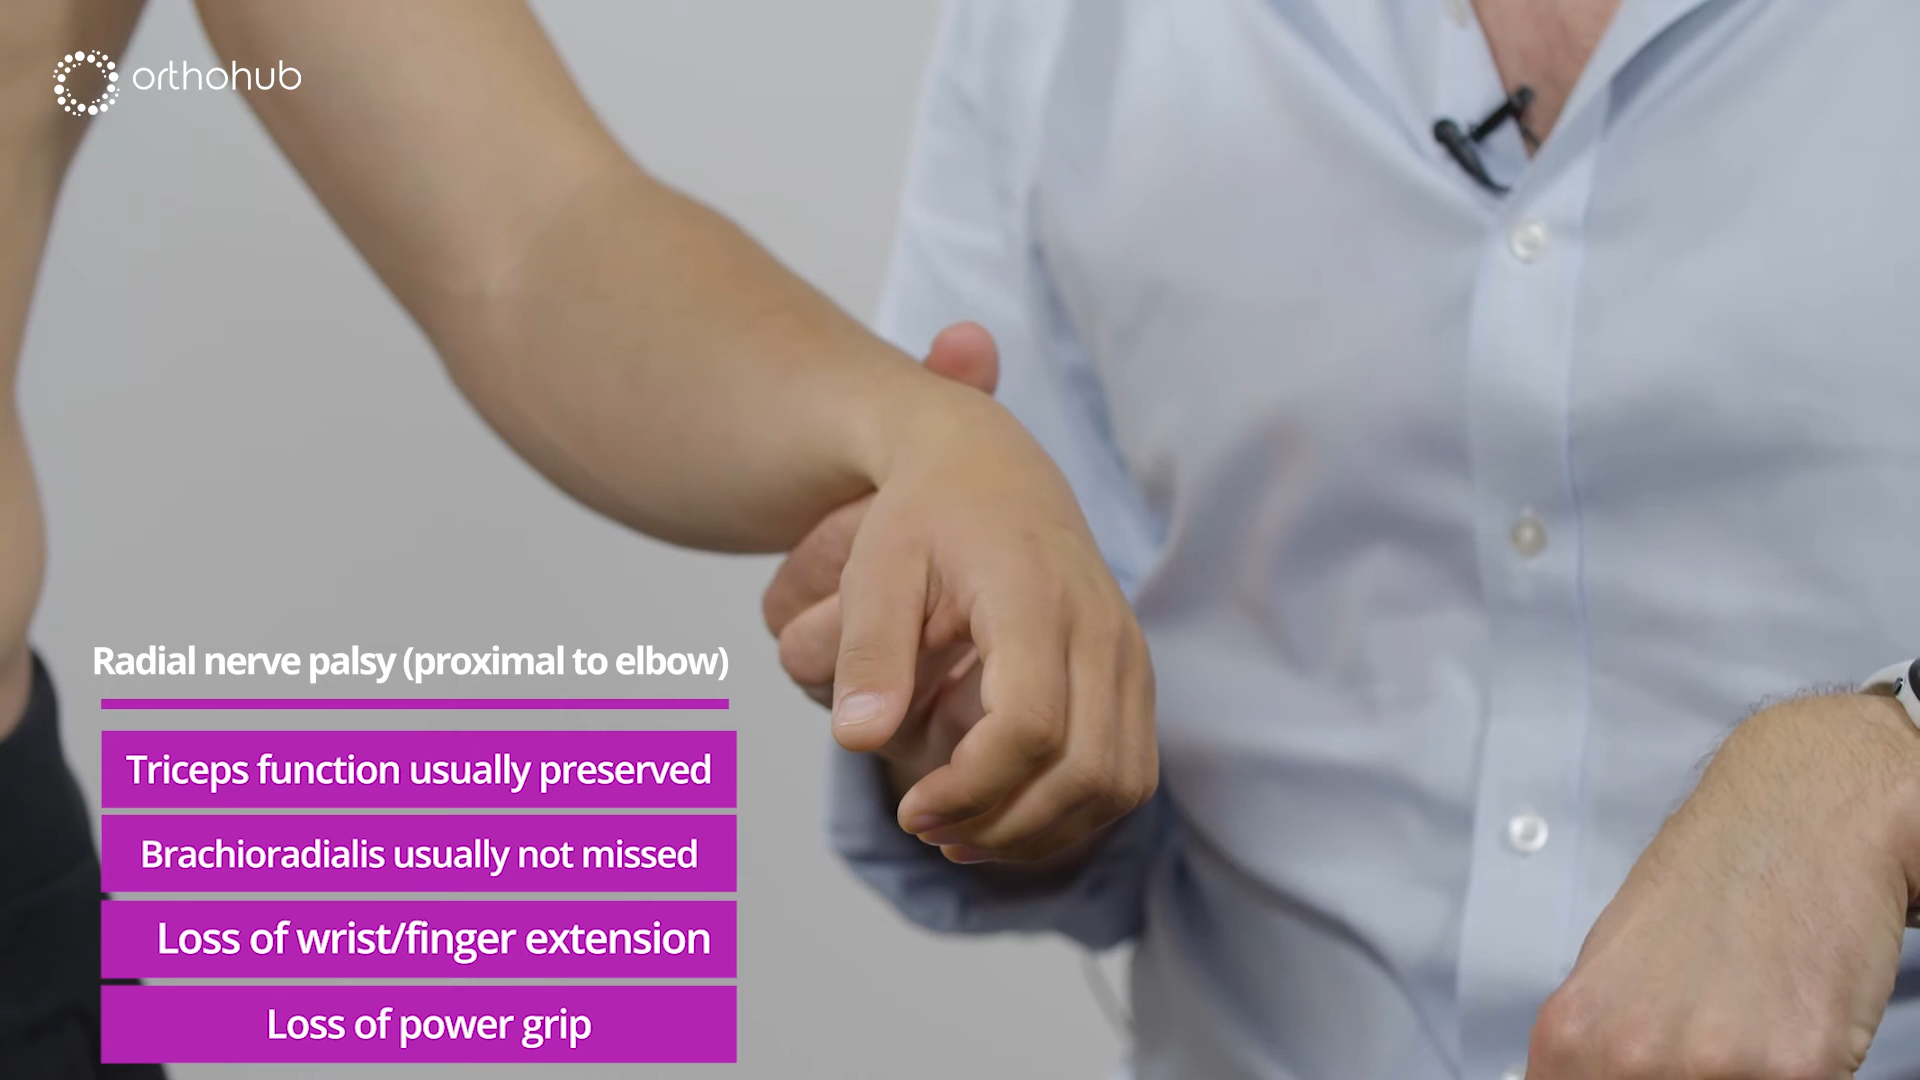 orthohub
Radial nerve palsy (proximal to elbow)
Triceps function usually preserved
Brachioradialis usually not missed
Loss of wrist/finger extension
Loss of power grip